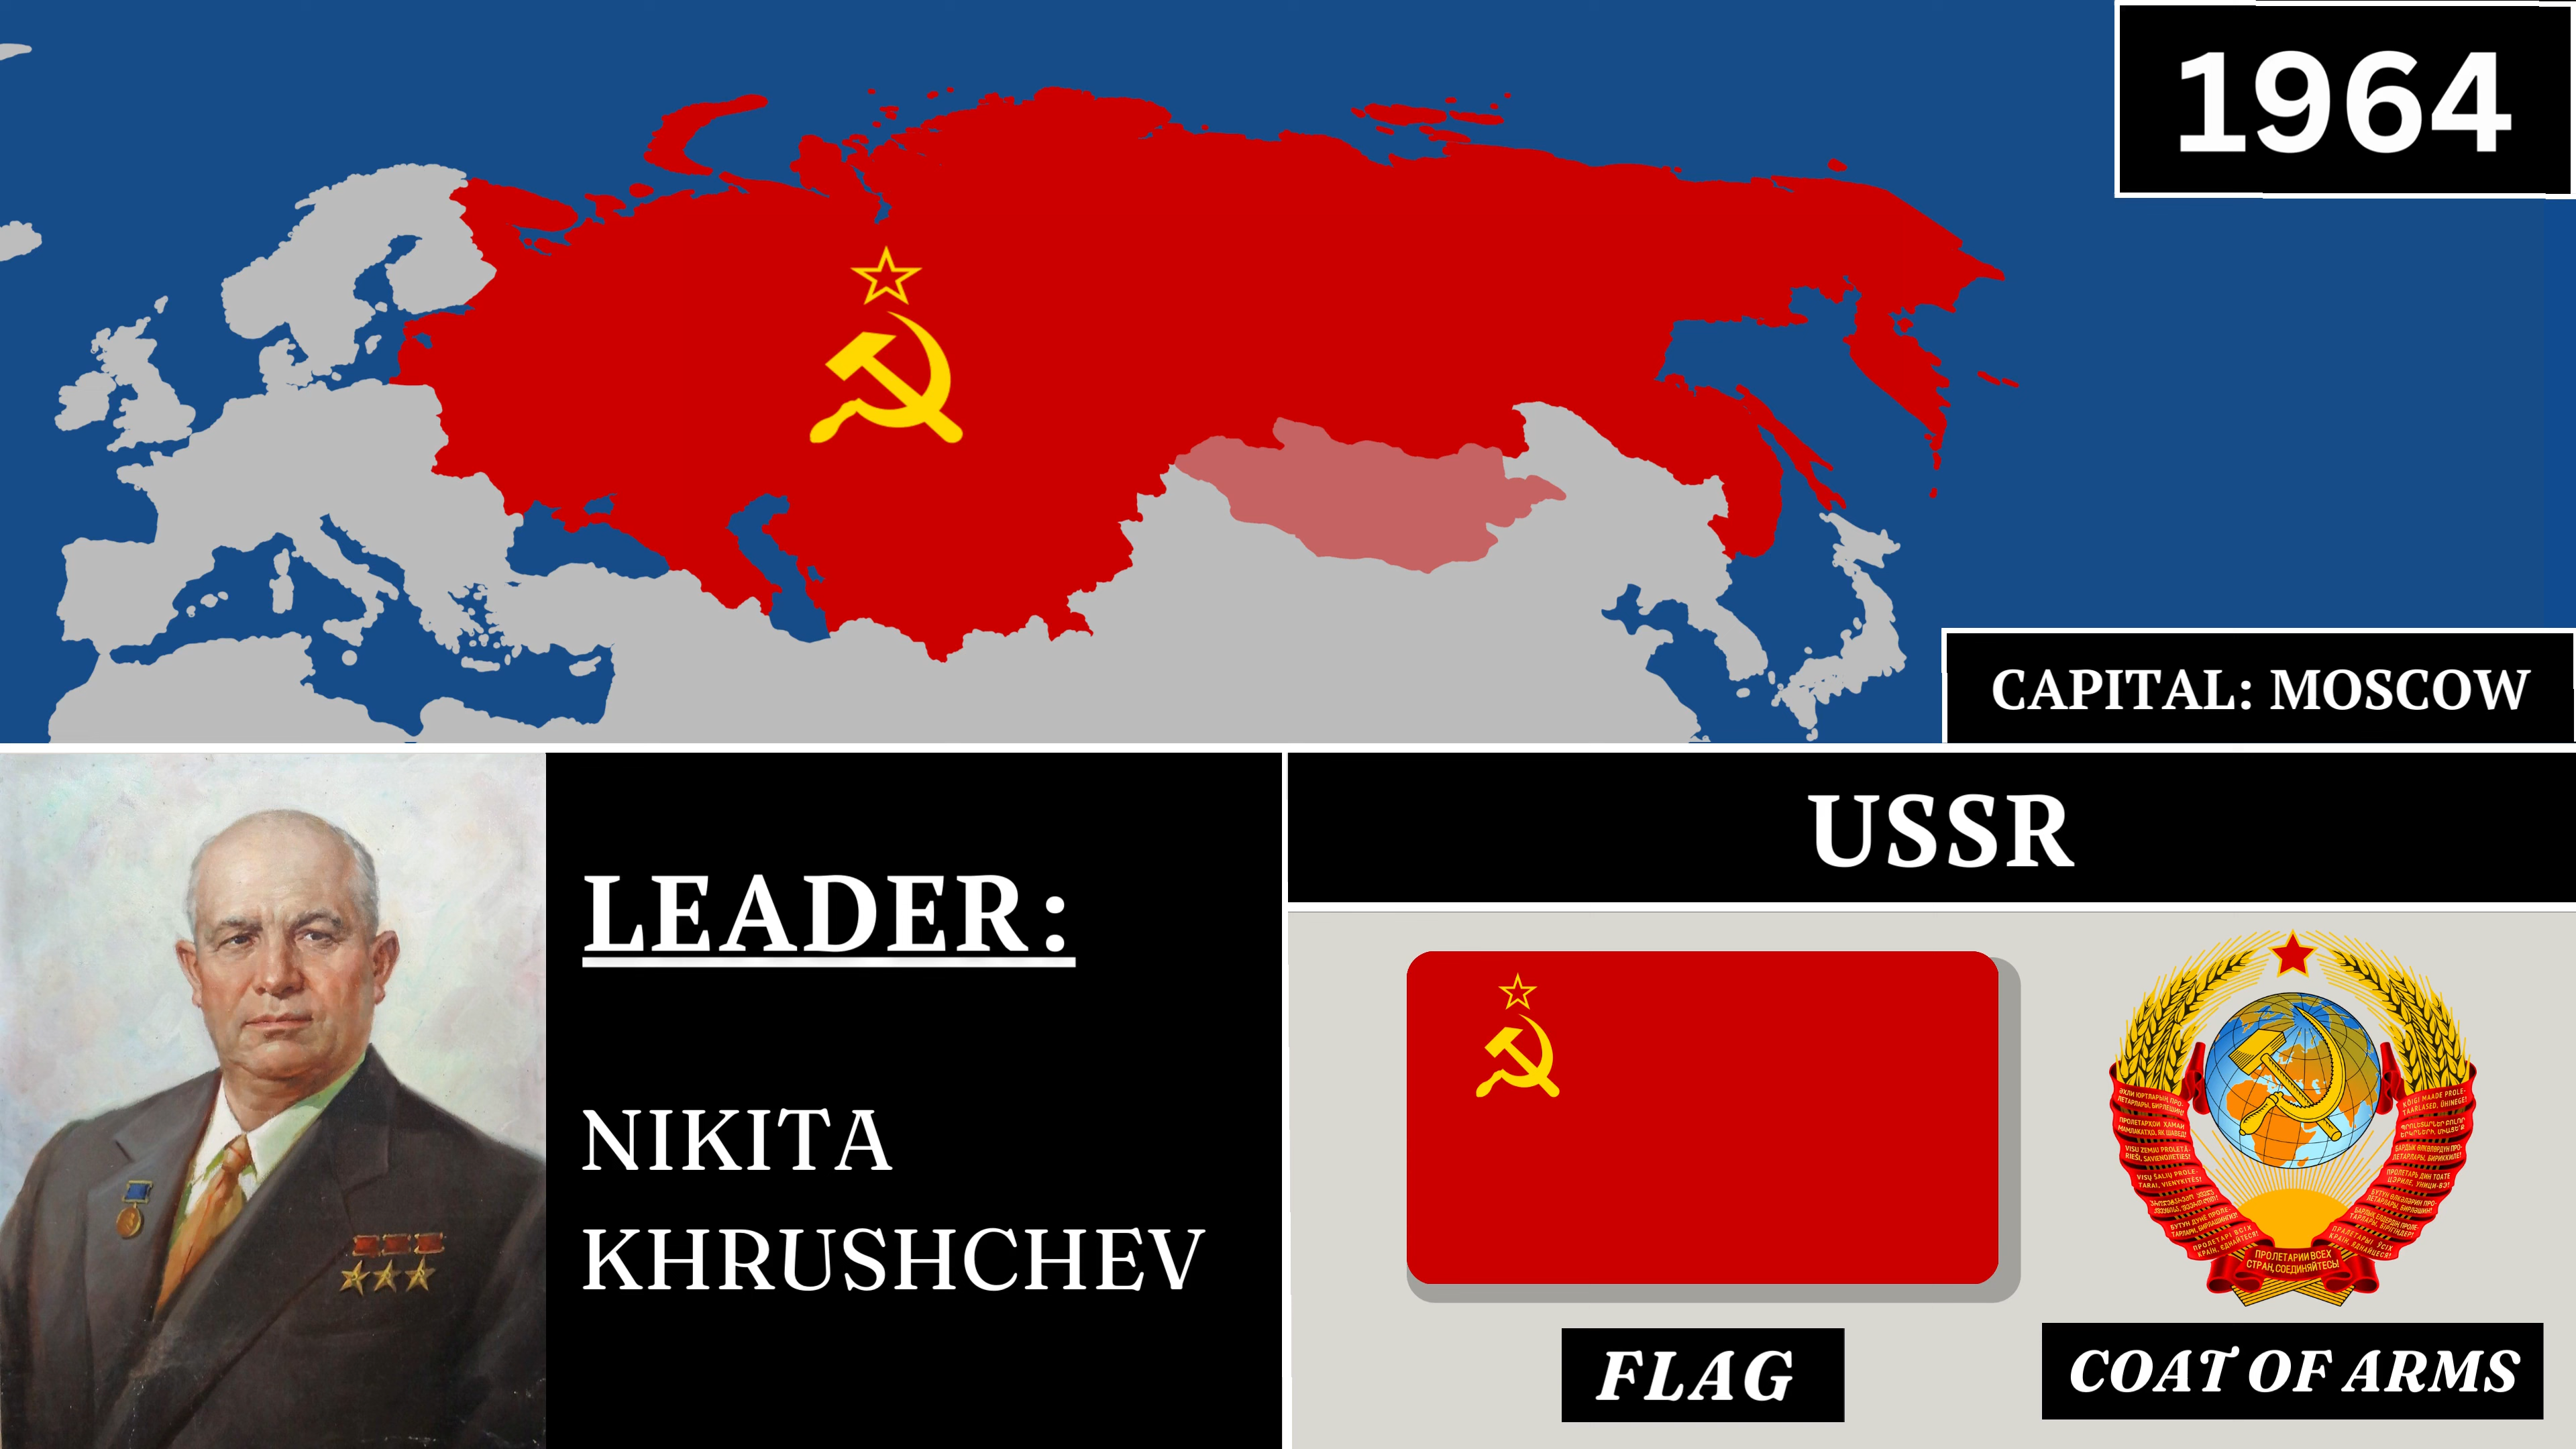 1964
CAPITAL: MOSCOW
LEADER:
NIKITA
KHRUSHCHEV
USSR
ПРОЛЕТАРИИ ВСЕХ
СТРАН, СОЕДИНЯЙТЕСЬ!
FLAG
COAT OF ARMS